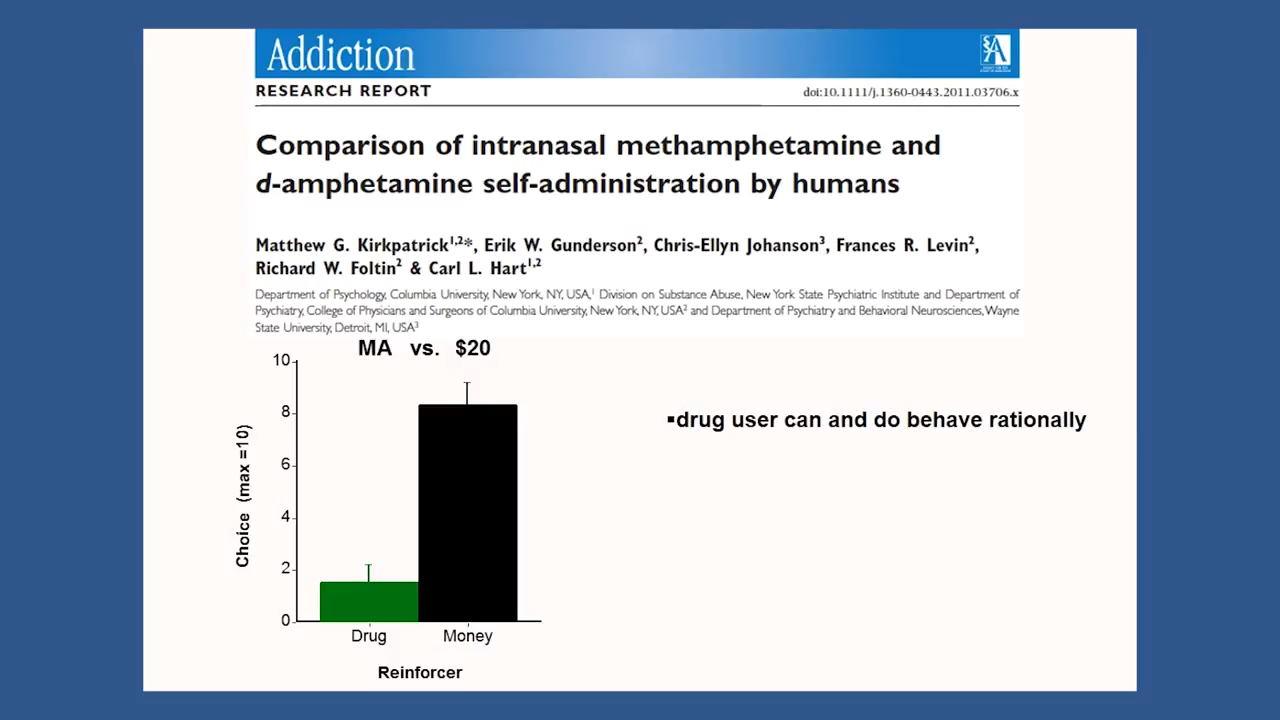 Addiction
RESEARCH REPORT
doi:10.1111/j.1360-0443.2011.03706.x
Comparison of intranasal methamphetamine and
d-amphetamine self-administration by humans
Matthew G. Kirkpatrick1,2*, Erik W. Gunderson2, Chris-Ellyn Johanson3, Frances R. Levin2,
Richard W. Foltin2 & Carl L. Hart1,2
Department of Psychology, Columbia University, New York, NY, USA,1 Division on Substance Abuse, New York State Psychiatric Institute and Department of
Psychiatry, College of Physicians and Surgeons of Columbia University, New York, NY, USA2 and Department of Psychiatry and Behavioral Neurosciences, Wayne
State University, Detroit, MI, USA3
MA vs. $20
10
8
6
4
2
0
Choice (max =10)
Drug
Money
Reinforcer
▪drug user can and do behave rationally